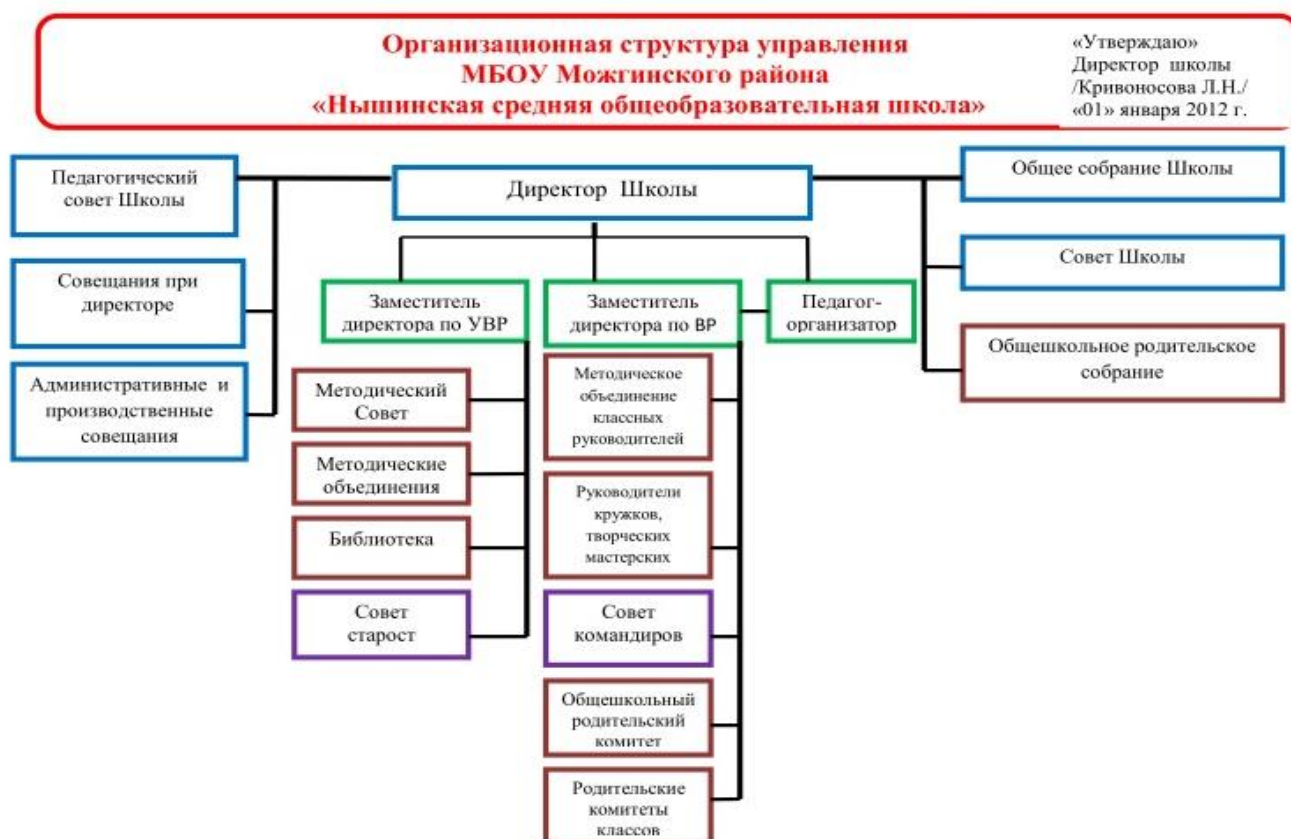 Организационная структура управления
МБОУ Можгинского района
«Нышинская средняя общеобразовательная школа»
«Утверждаю»
Директор школы
/Кривоносова Л.Н./
«01» января 2012 г.
Педагогический
совет Школы
Директор Школы
Общее собрание Школы
Совещания при
директоре
Заместитель
директора по УВР
Заместитель
директора по ВР
Педагог-
организатор
Совет Школы
Административные и
производственные
совещания
Общешкольное родительское
собрание
Методический
Совет
Методические
объединения
Библиотека
Совет
старост
Методическое
объединение
классных
руководителей
Руководители
кружков,
творческих
мастерских
Совет
командиров
Общешкольный
родительский
комитет
Родительские
комитеты
классов